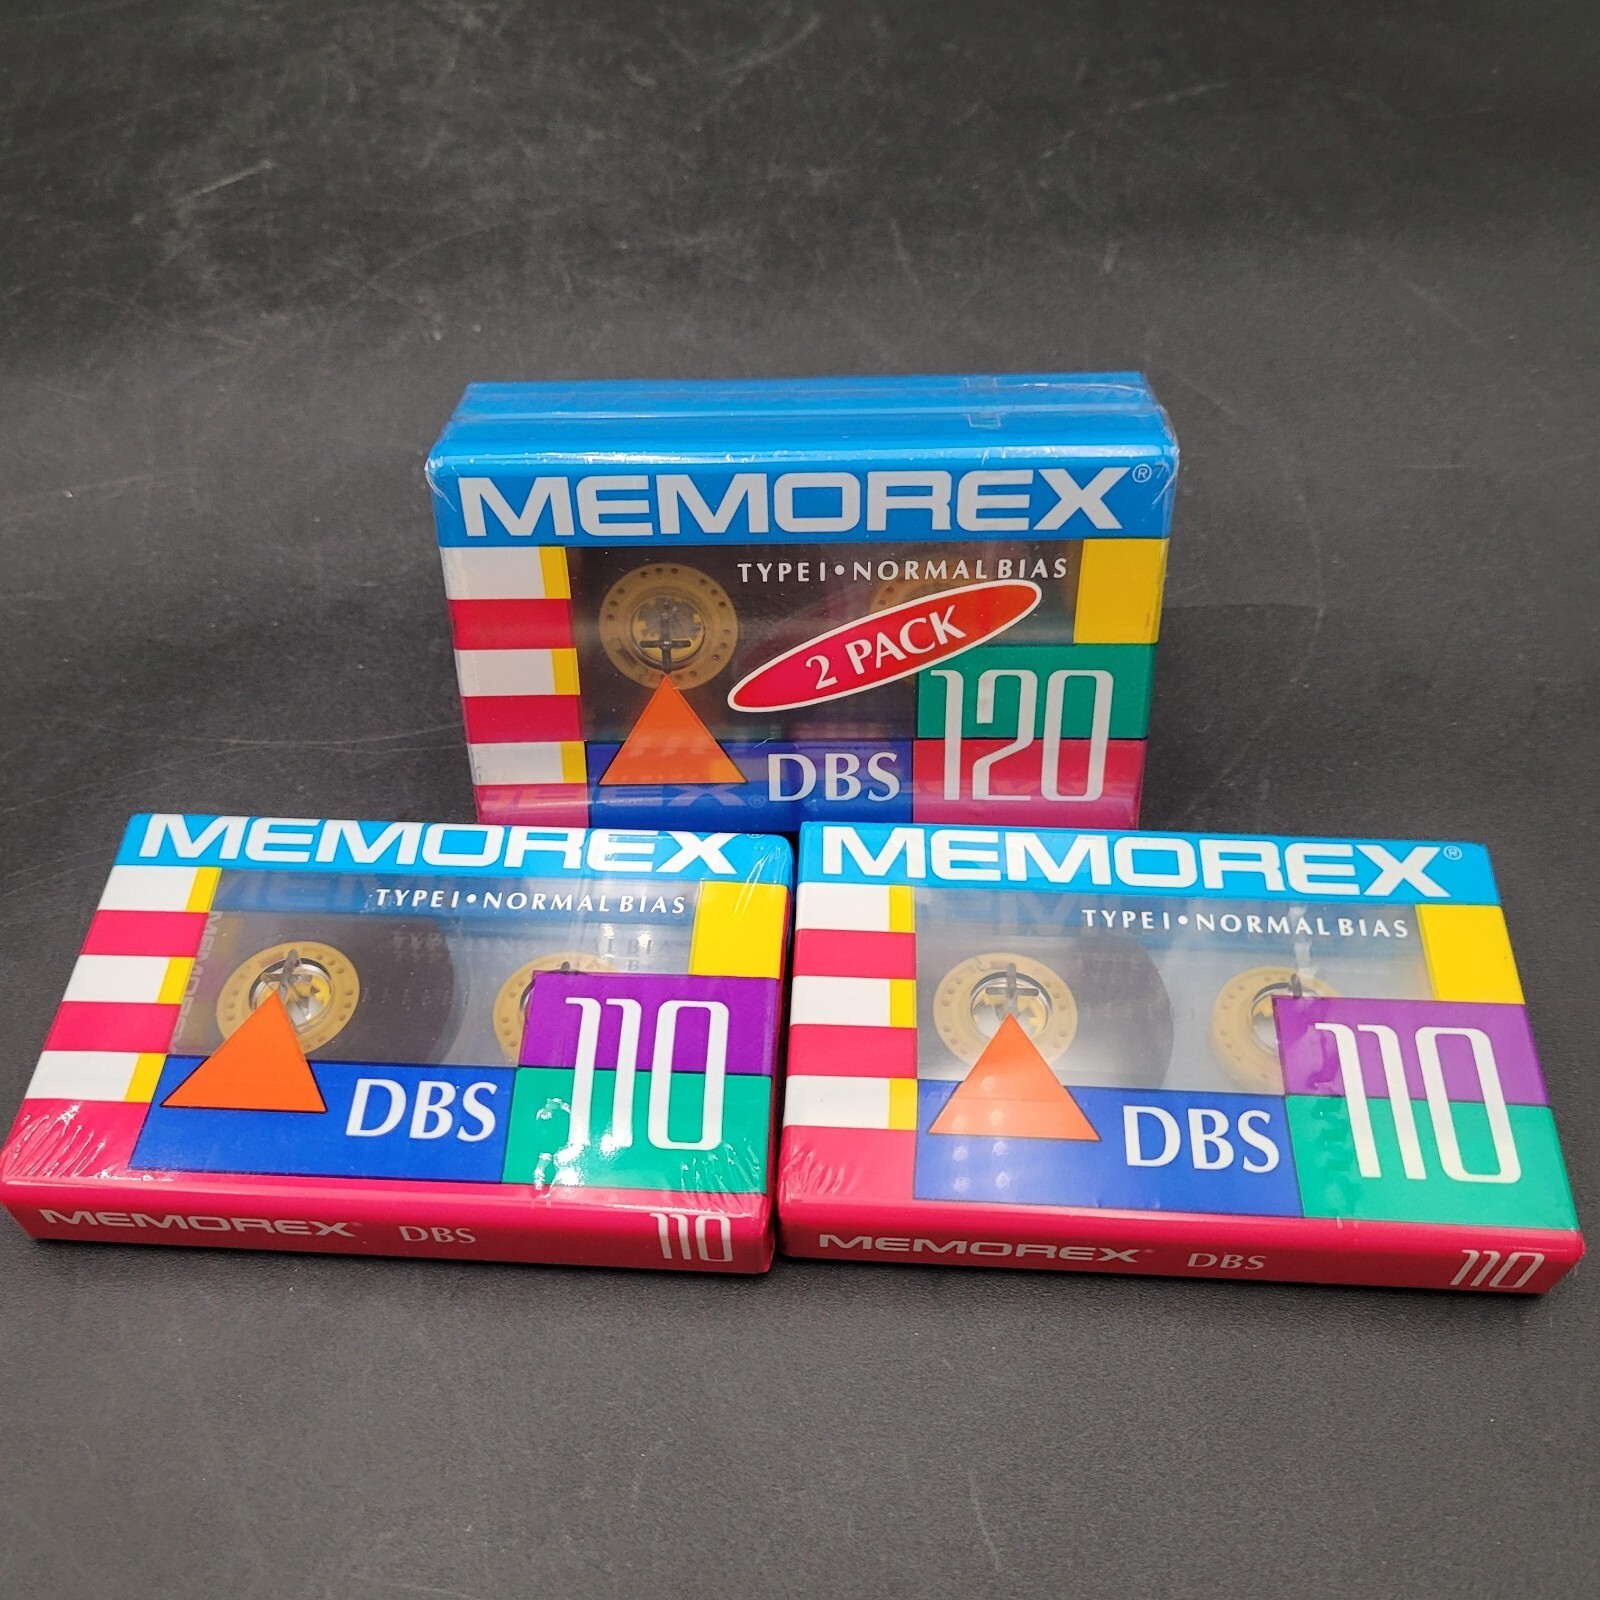 MEMOREX®
TYPE I • NORMAL BIAS
2 PACK
120
DBS
MEMOREX®
TYPE I • NORMAL BIAS
110
DBS
MEMOREX DBS 110
MEMOREX®
TYPE I • NORMAL BIAS
110
DBS
MEMOREX DBS 110